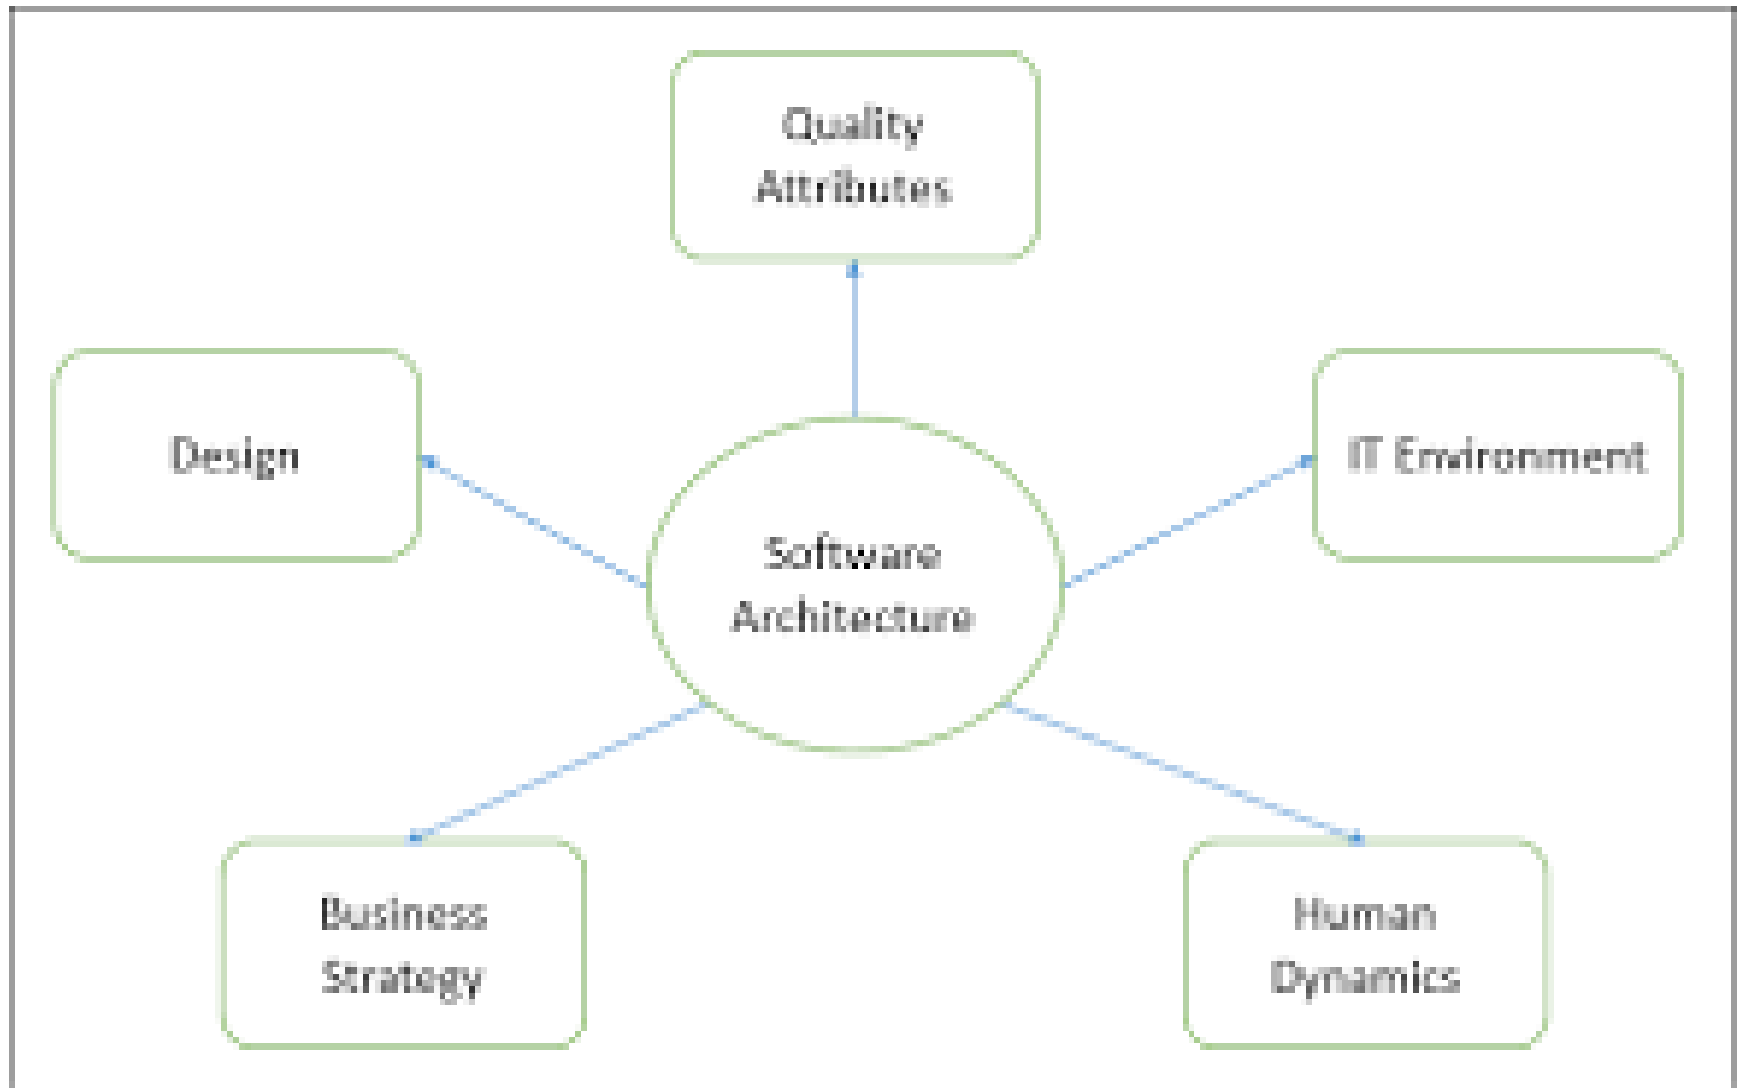 Quality
Attributes
Design
IT Environment
Software
Architecture
Business
Strategy
Human
Dynamics